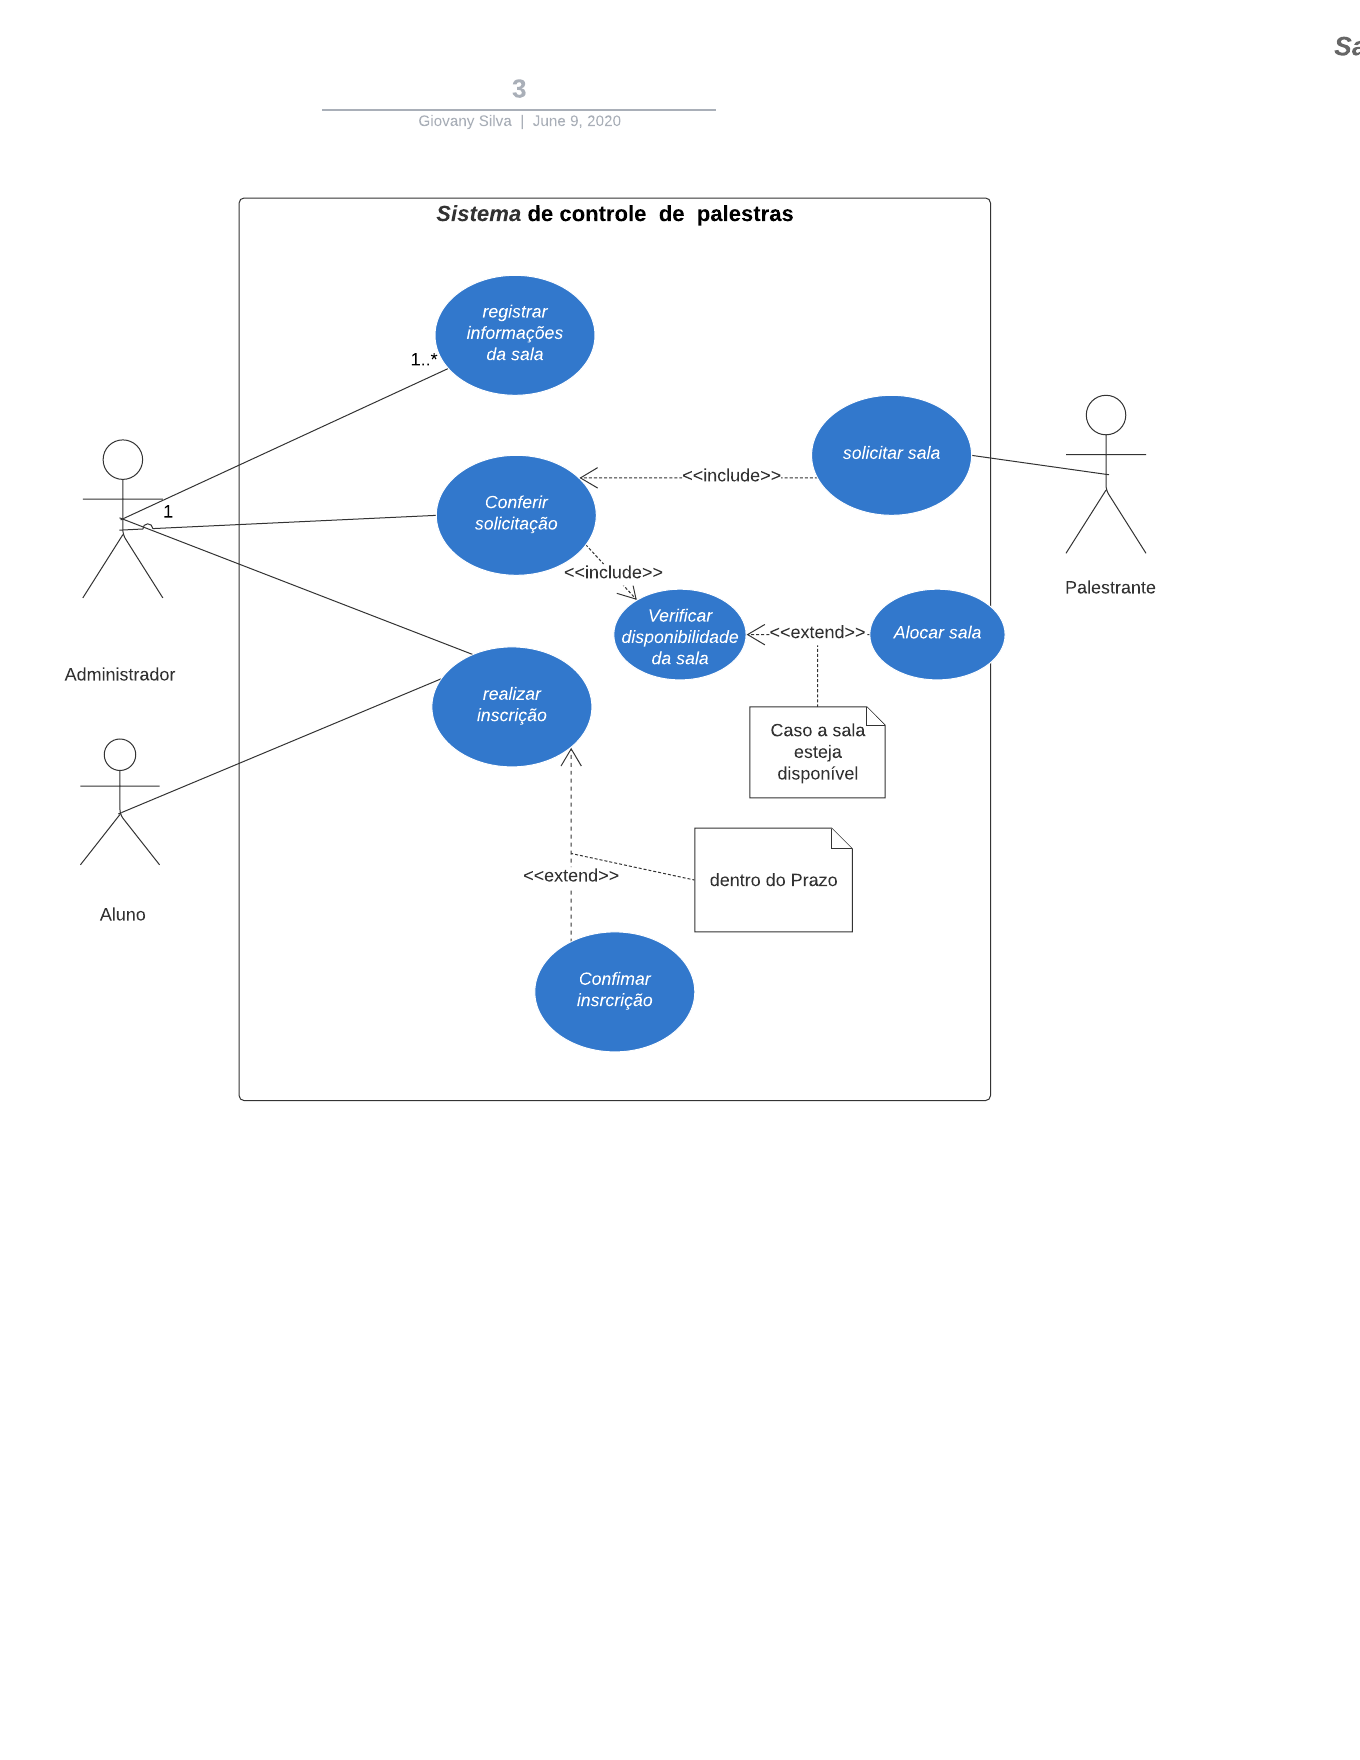 3
Giovany Silva | June 9, 2020
Sistema de controle de palestras
registrar
informações
da sala
1..*
solicitar sala
<<include>>
Conferir
solicitação
1
<<include>>
Palestrante
Verificar
disponibilidade
da sala
<<extend>>
Alocar sala
Administrador
realizar
inscrição
Caso a sala
esteja
disponível
<<extend>>
dentro do Prazo
Aluno
Confimar
insrcrição